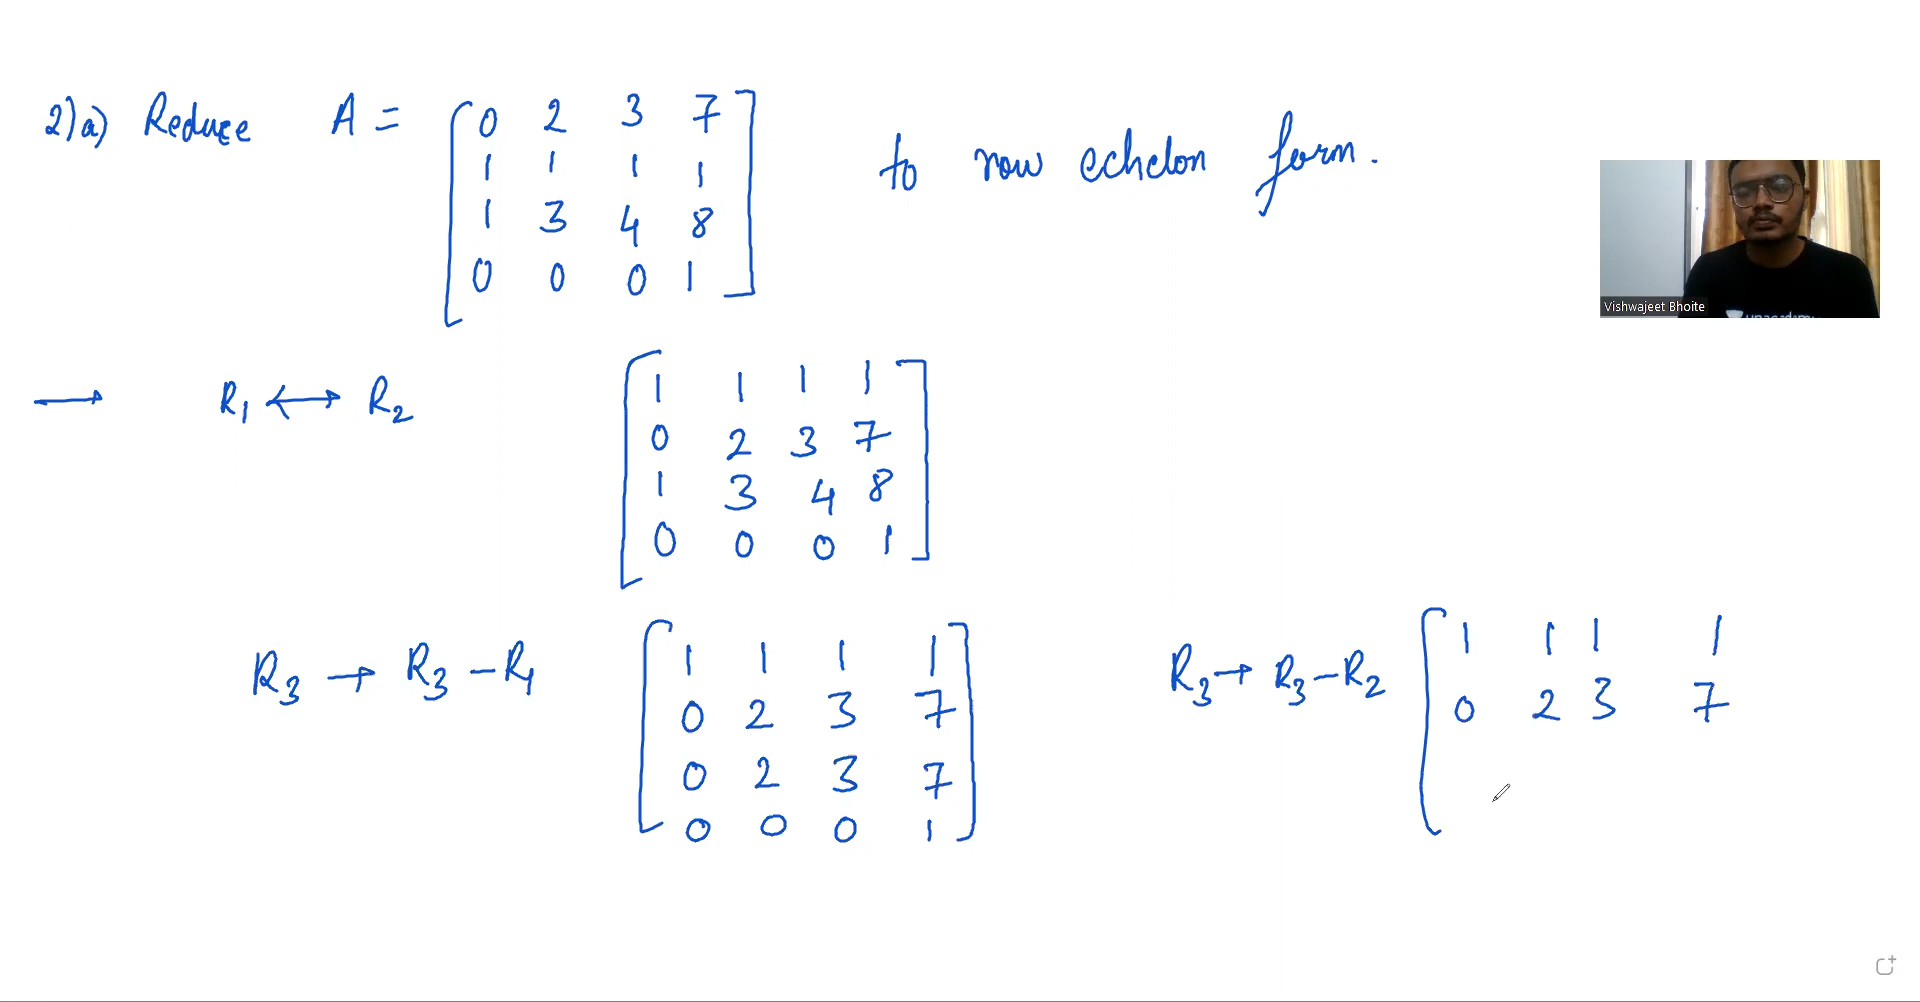 2)a) Reduce A = [ 0 2 3 7
1 1 1 1
1 3 4 8
0 0 0 1 ] to row echelon form.
Vishwajeet Bhoite
→ R1 ↔ R2 [ 1 1 1 1
0 2 3 7
1 3 4 8
0 0 0 1 ]
R3 → R3 - R1 [ 1 1 1 1
0 2 3 7
0 2 3 7
0 0 0 1 ]
R3 → R3 - R2 [ 1 1 1 1
0 2 3 7